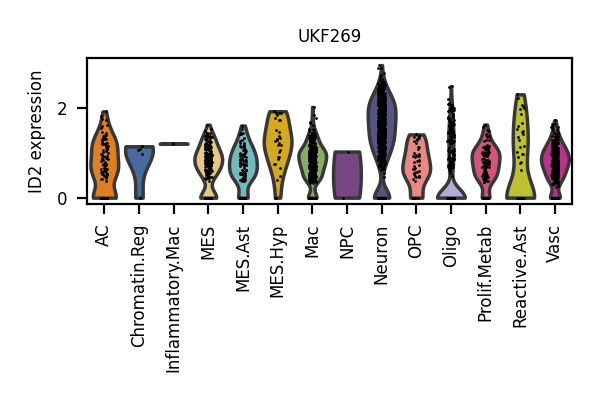 UKF269
ID2 expression
2
0
AC
Chromatin.Reg
Inflammatory.Mac
MES
MES.Ast
MES.Hyp
Mac
NPC
Neuron
OPC
Oligo
Prolif.Metab
Reactive.Ast
Vasc